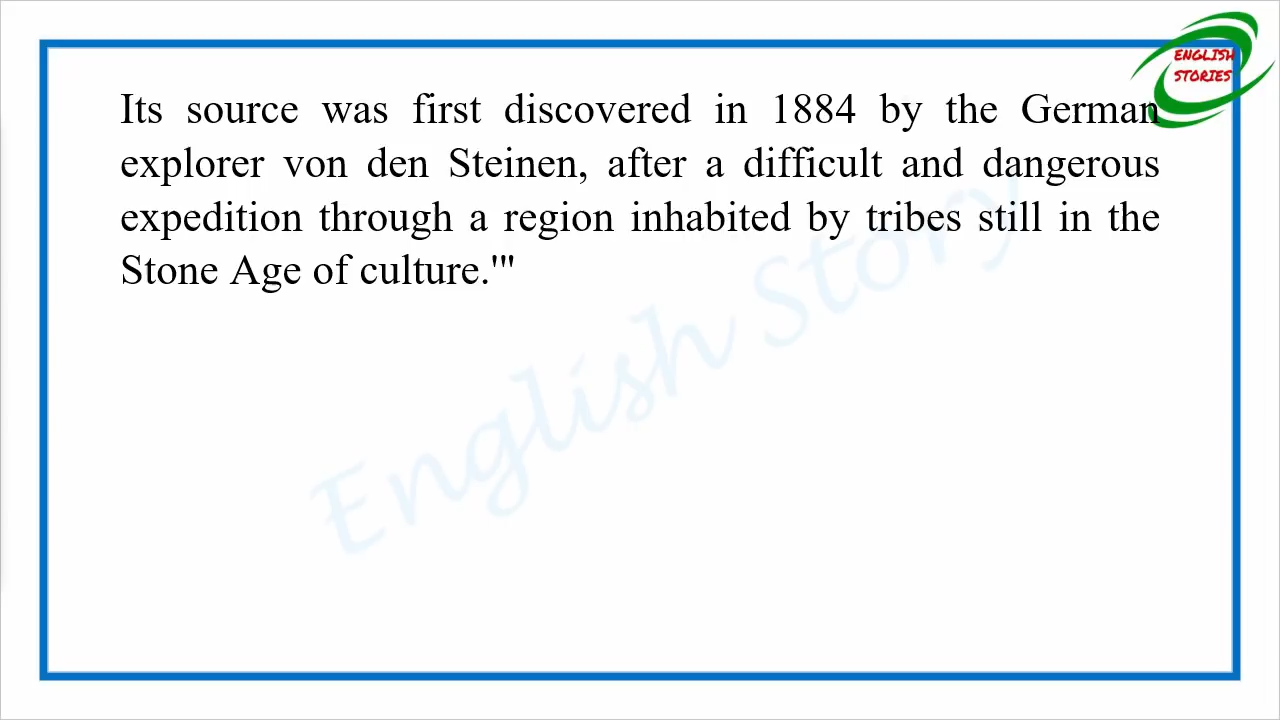 ENGLISH
STORIES
Its source was first discovered in 1884 by the German
explorer von den Steinen, after a difficult and dangerous
expedition through a region inhabited by tribes still in the
Stone Age of culture.'"
English Story